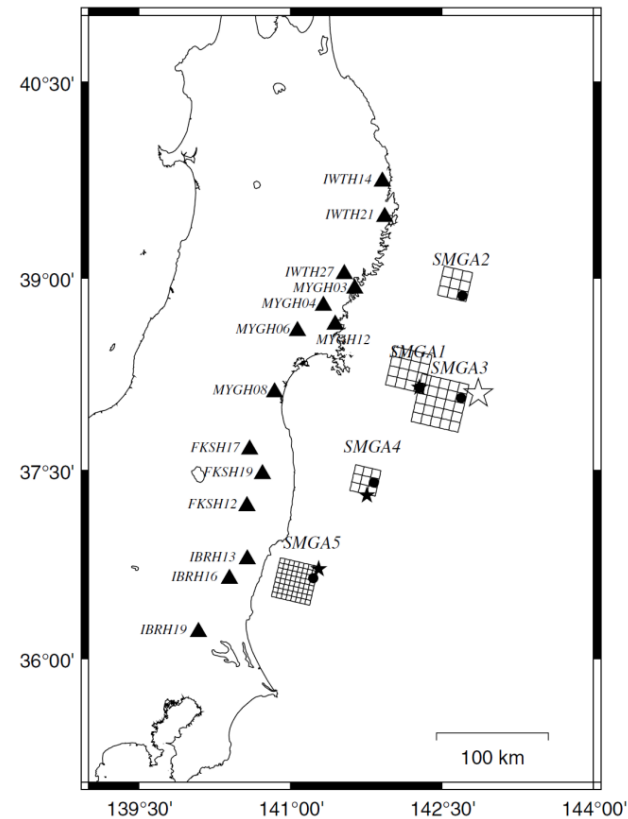 40°30'
IWTH14
IWTH21
SMGA2
39°00'
IWTH27
MYGH03
MYGH04
MYGH06
MYGH12
SMGA1
SMGA3
MYGH08
SMGA4
FKSH17
37°30'
FKSH19
FKSH12
SMGA5
IBRH13
IBRH16
IBRH19
36°00'
100 km
139°30' 141°00' 142°30' 144°00'